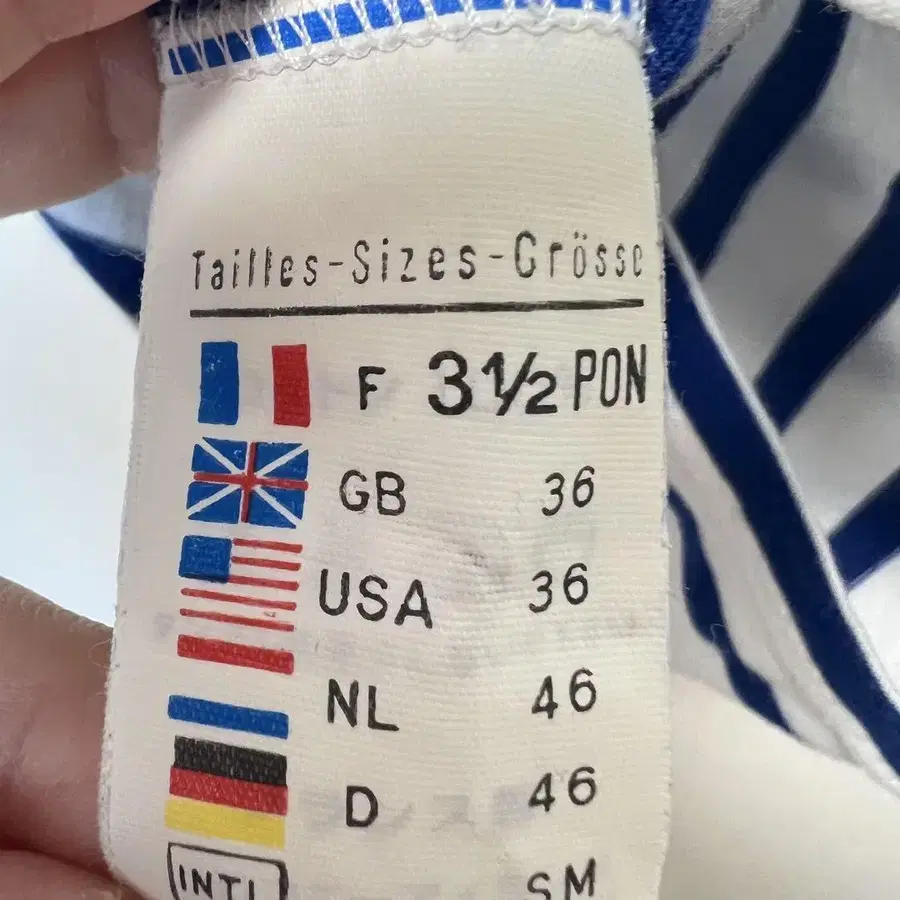 Tailles-Sizes-Grösse
F 3½ PON
GB 36
USA 36
NL 46
D 46
INTL SM